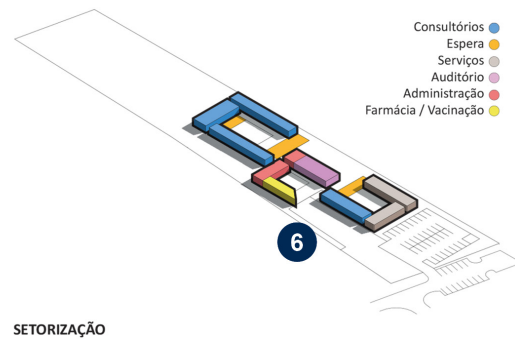 Consultórios
Espera
Serviços
Auditório
Administração
Farmácia / Vacinação
6
SETORIZAÇÃO